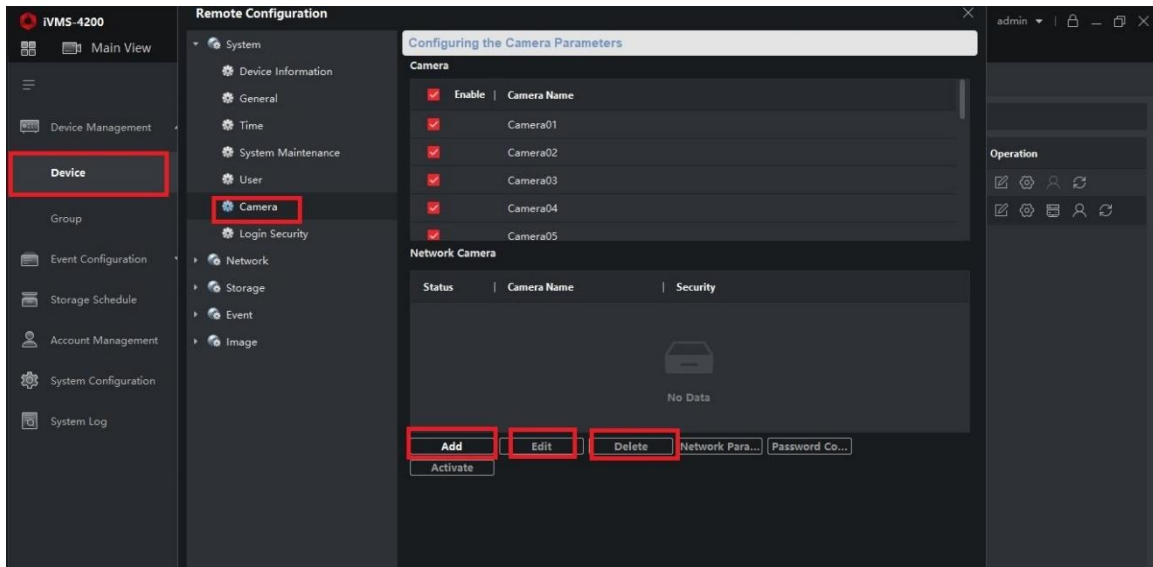 iVMS-4200
Main View
Device Management
Device
Group
Event Configuration
Storage Schedule
Account Management
System Configuration
System Log
Remote Configuration
System
Device Information
General
Time
System Maintenance
User
Camera
Login Security
Network
Storage
Event
Image
Configuring the Camera Parameters
Camera
Enable | Camera Name
Camera01
Camera02
Camera03
Camera04
Camera05
Network Camera
Status | Camera Name | Security
No Data
Add Edit Delete Network Para... Password Co...
Activate
admin
Operation